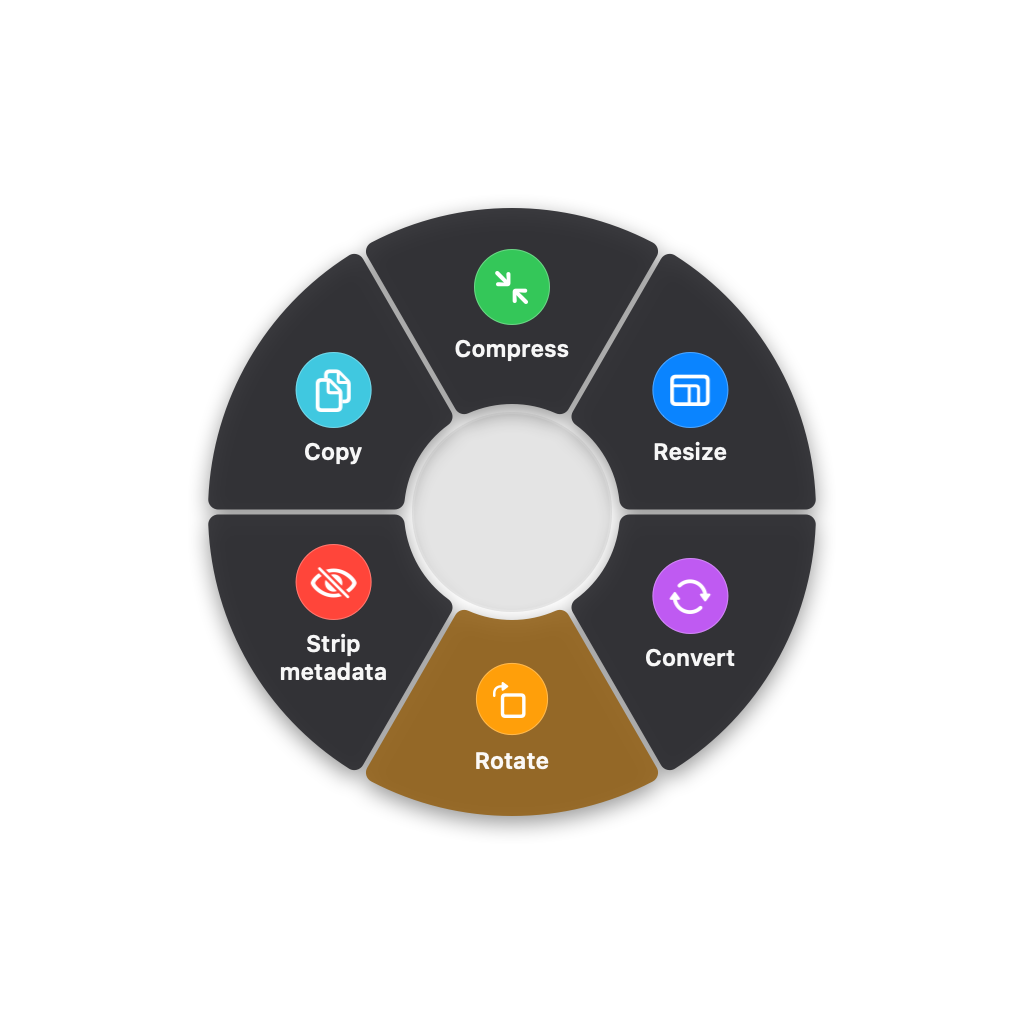 Compress
Copy
Resize
Strip
metadata
Convert
Rotate